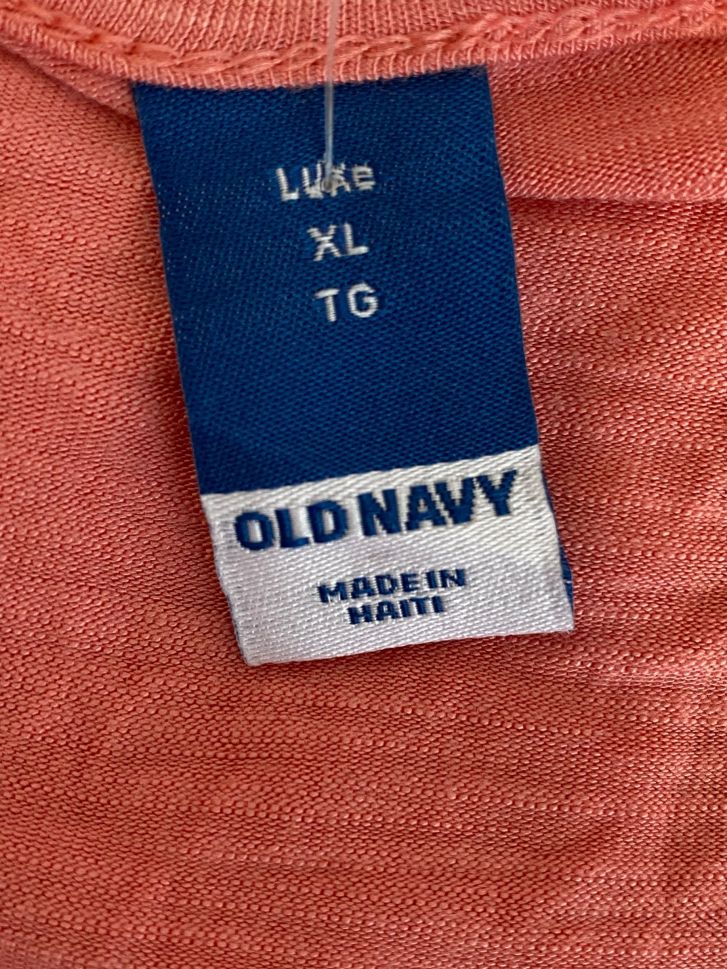 Luxe
XL
TG
OLD NAVY
MADE IN
HAITI